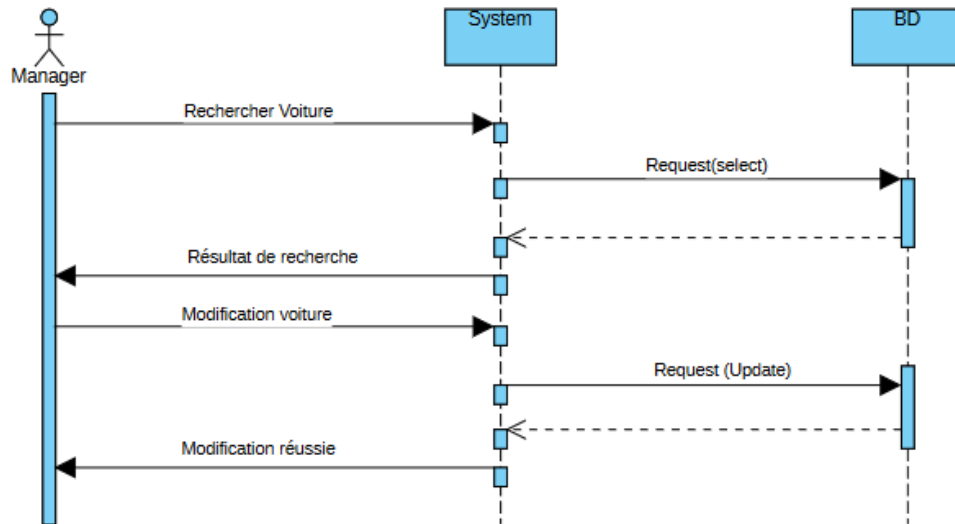 System
BD
Manager
Rechercher Voiture
Request(select)
Résultat de recherche
Modification voiture
Request (Update)
Modification réussie